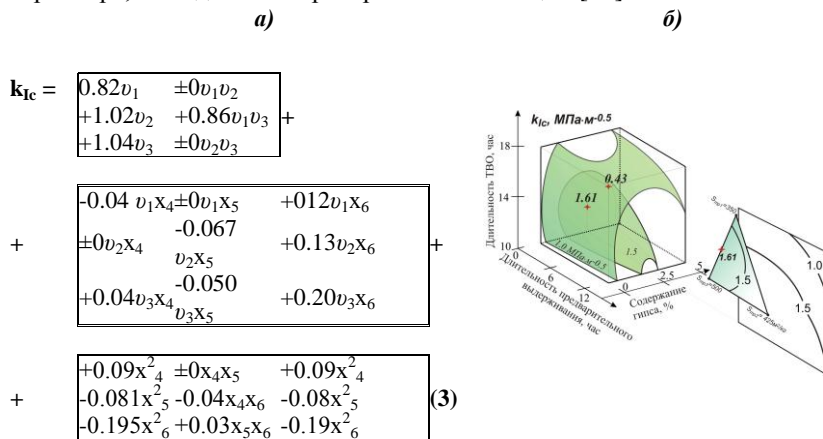 а) б)
k_Ic =
0.82υ₁ ±0υ₁υ₂
+1.02υ₂ +0.86υ₁υ₃ +
+1.04υ₃ ±0υ₂υ₃
-0.04 υ₁x₄ ±0υ₁x₅ +012υ₁x₆
+ ±0υ₂x₄ -0.067 υ₂x₅ +0.13υ₂x₆ +
+0.04υ₃x₄ -0.050 υ₃x₅ +0.20υ₃x₆
+0.09x²₄ ±0x₄x₅ +0.09x²₄
+ -0.081x²₅ -0.04x₄x₆ -0.08x²₅ (3)
-0.195x²₆ +0.03x₅x₆ -0.19x²₆
k_Ic, МПа·м⁻⁰·⁵
Длительность ТВО, час
18
14
10
0.43
1.61
1.0 МПа·м⁻⁰·⁵
1.5
0
6
12
Длительность предварительного
выдерживания, час
0
2.5
5
Содержание
гипса, %
1.61
1.5
1.0
1.5